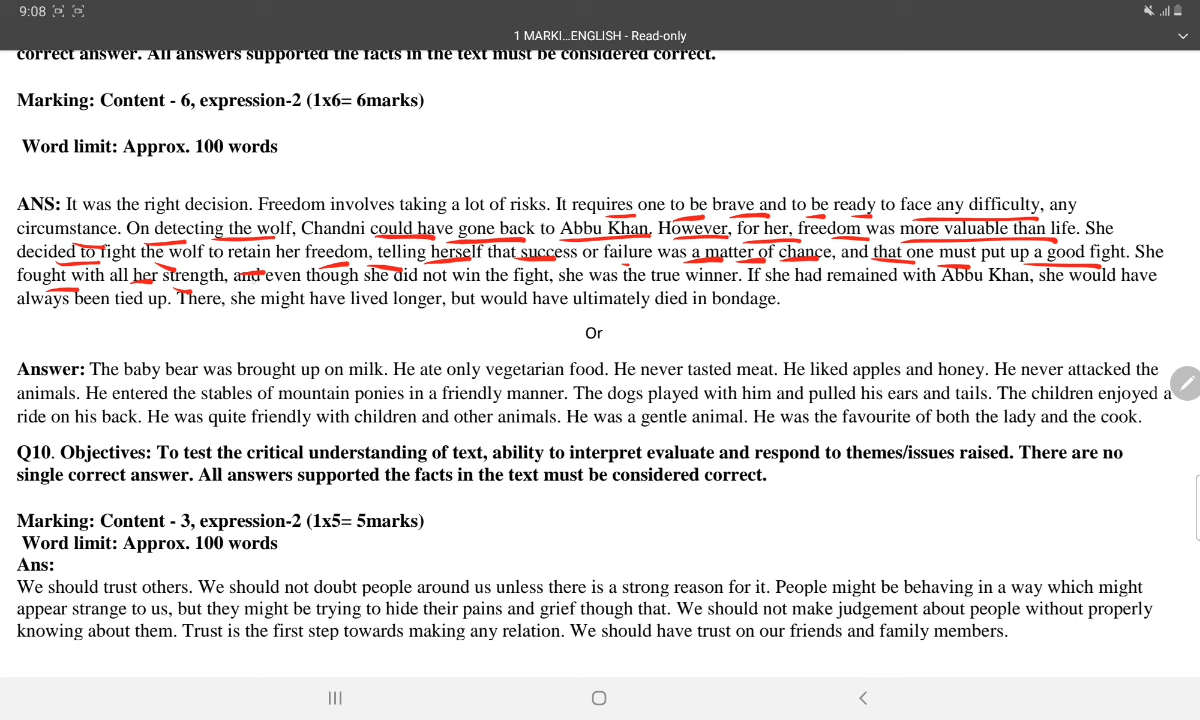 9:08
1 MARKI...ENGLISH - Read-only
correct answer. All answers supported the facts in the text must be considered correct.
Marking: Content - 6, expression-2 (1x6= 6marks)
Word limit: Approx. 100 words
ANS: It was the right decision. Freedom involves taking a lot of risks. It requires one to be brave and to be ready to face any difficulty, any
circumstance. On detecting the wolf, Chandni could have gone back to Abbu Khan. However, for her, freedom was more valuable than life. She
decided to fight the wolf to retain her freedom, telling herself that success or failure was a matter of chance, and that one must put up a good fight. She
fought with all her strength, and even though she did not win the fight, she was the true winner. If she had remained with Abbu Khan, she would have
always been tied up. There, she might have lived longer, but would have ultimately died in bondage.
Or
Answer: The baby bear was brought up on milk. He ate only vegetarian food. He never tasted meat. He liked apples and honey. He never attacked the
animals. He entered the stables of mountain ponies in a friendly manner. The dogs played with him and pulled his ears and tails. The children enjoyed a
ride on his back. He was quite friendly with children and other animals. He was a gentle animal. He was the favourite of both the lady and the cook.
Q10. Objectives: To test the critical understanding of text, ability to interpret evaluate and respond to themes/issues raised. There are no
single correct answer. All answers supported the facts in the text must be considered correct.
Marking: Content - 3, expression-2 (1x5= 5marks)
Word limit: Approx. 100 words
Ans:
We should trust others. We should not doubt people around us unless there is a strong reason for it. People might be behaving in a way which might
appear strange to us, but they might be trying to hide their pains and grief though that. We should not make judgement about people without properly
knowing about them. Trust is the first step towards making any relation. We should have trust on our friends and family members.